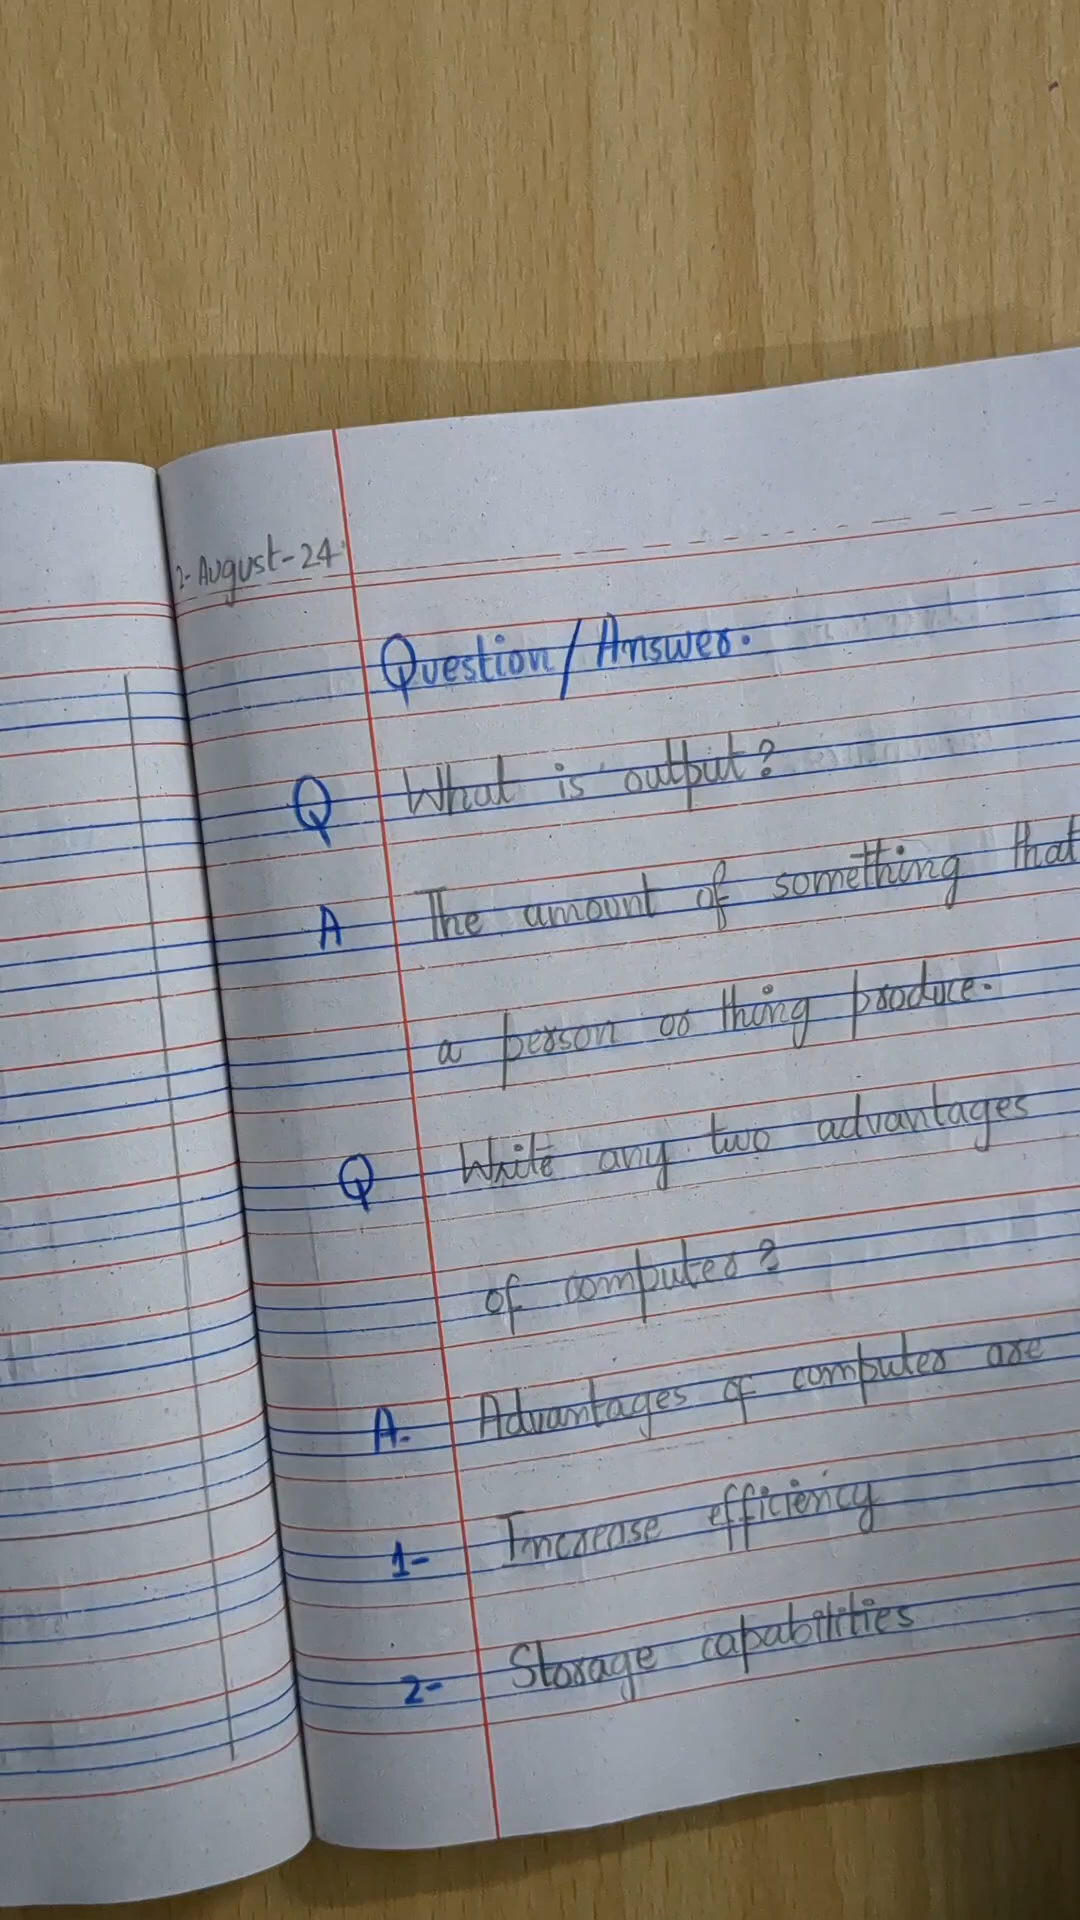 2-August-24
Question/Answer.
Q What is output?
A The amount of something that
a person or thing produce.
Q Write any two advantages
of computer?
A. Advantages of computer are
1- Increase efficiency
2- Storage capabilities